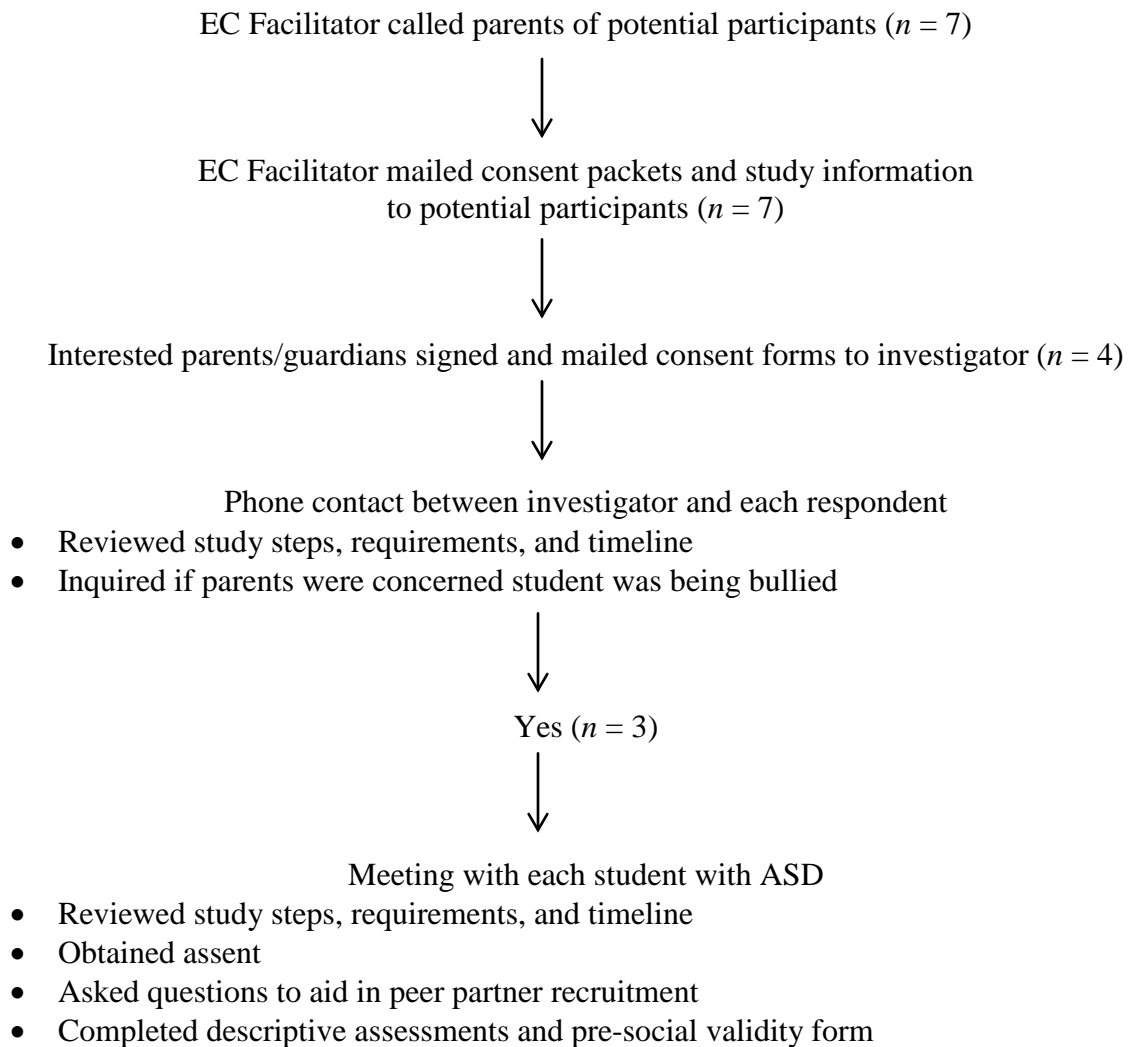 EC Facilitator called parents of potential participants (n = 7)
EC Facilitator mailed consent packets and study information
to potential participants (n = 7)
Interested parents/guardians signed and mailed consent forms to investigator (n = 4)
Phone contact between investigator and each respondent
• Reviewed study steps, requirements, and timeline
• Inquired if parents were concerned student was being bullied
Yes (n = 3)
Meeting with each student with ASD
• Reviewed study steps, requirements, and timeline
• Obtained assent
• Asked questions to aid in peer partner recruitment
• Completed descriptive assessments and pre-social validity form